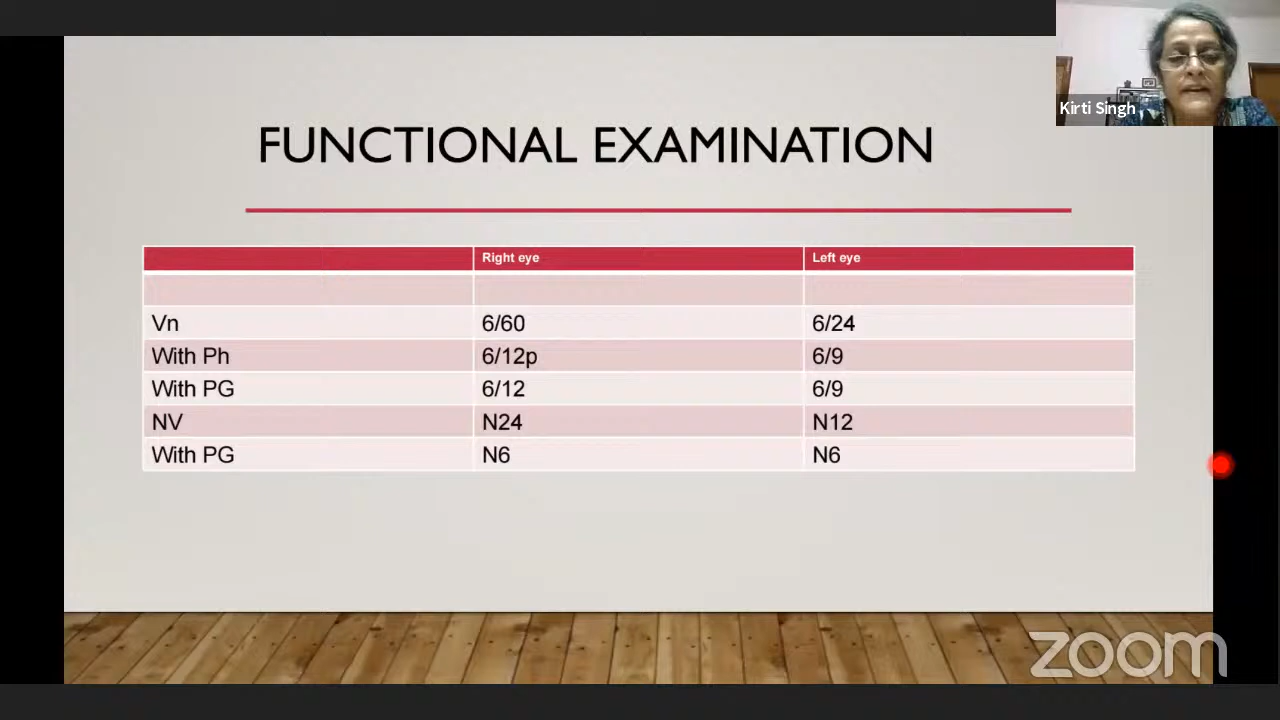 Kirti Singh
FUNCTIONAL EXAMINATION
Right eye Left eye
Vn 6/60 6/24
With Ph 6/12p 6/9
With PG 6/12 6/9
NV N24 N12
With PG N6 N6
zoom